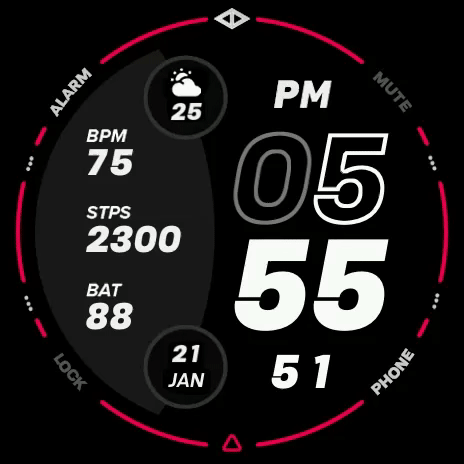 ALARM
MUTE
25
PM
BPM
75
05
STPS
2300
55
BAT
88
21
JAN
51
LOCK
PHONE